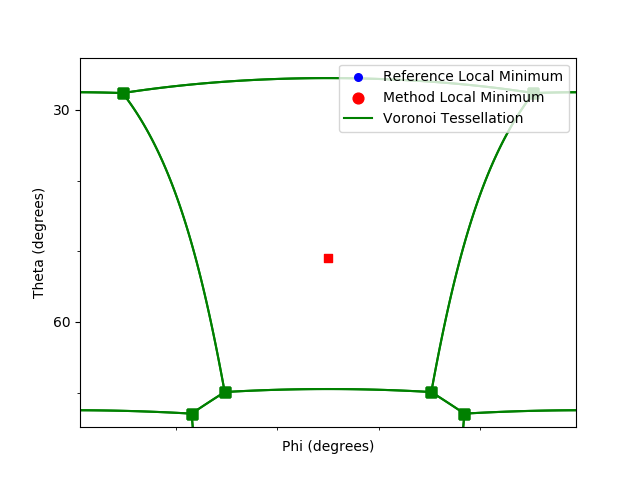 Reference Local Minimum
Method Local Minimum
Voronoi Tessellation
30
60
Theta (degrees)
Phi (degrees)